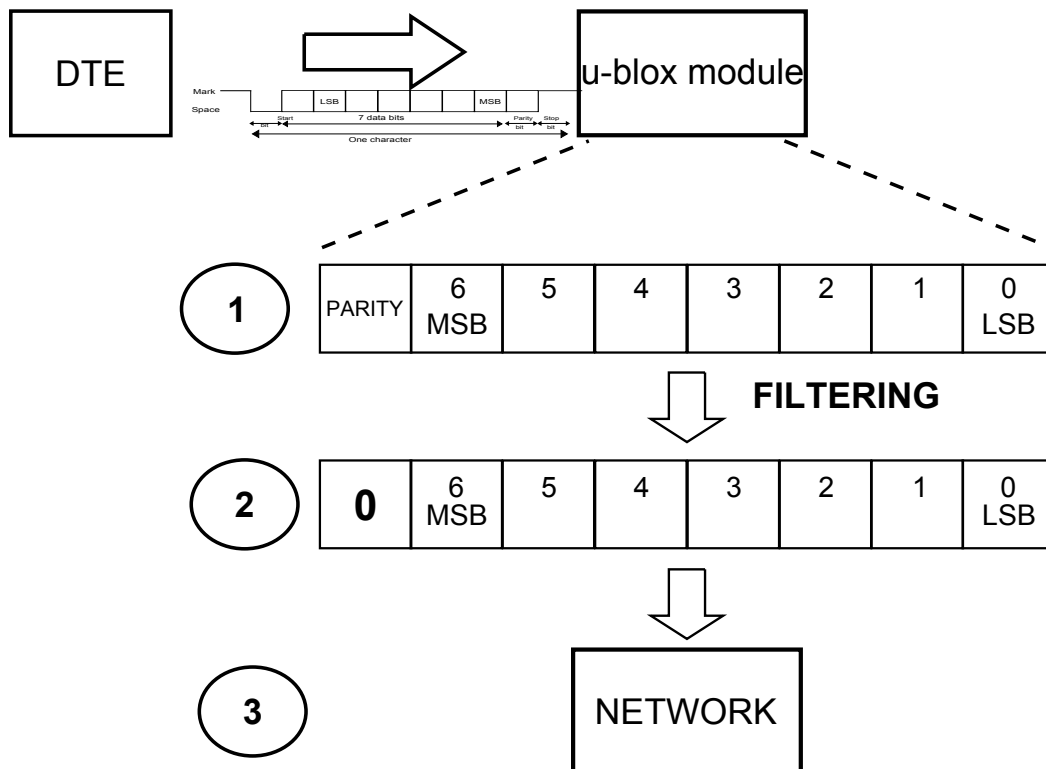 DTE
u-blox module
Mark
LSB
MSB
Space
Start
bit
7 data bits
Parity
bit
Stop
bit
One character
1
PARITY
6
MSB
5
4
3
2
1
0
LSB
FILTERING
2
0
6
MSB
5
4
3
2
1
0
LSB
3
NETWORK